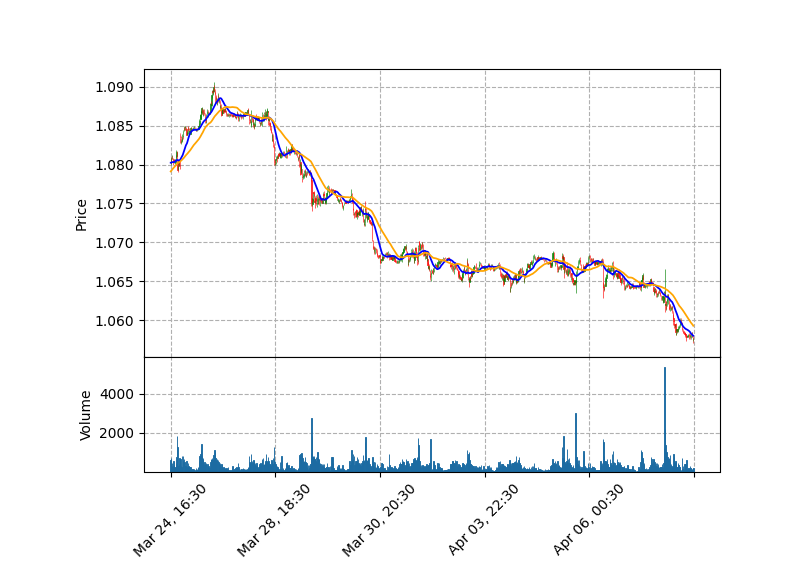 1.090
1.085
1.080
1.075
1.070
1.065
1.060
Price
4000
2000
Volume
Mar 24, 16:30
Mar 28, 18:30
Mar 30, 20:30
Apr 03, 22:30
Apr 06, 00:30